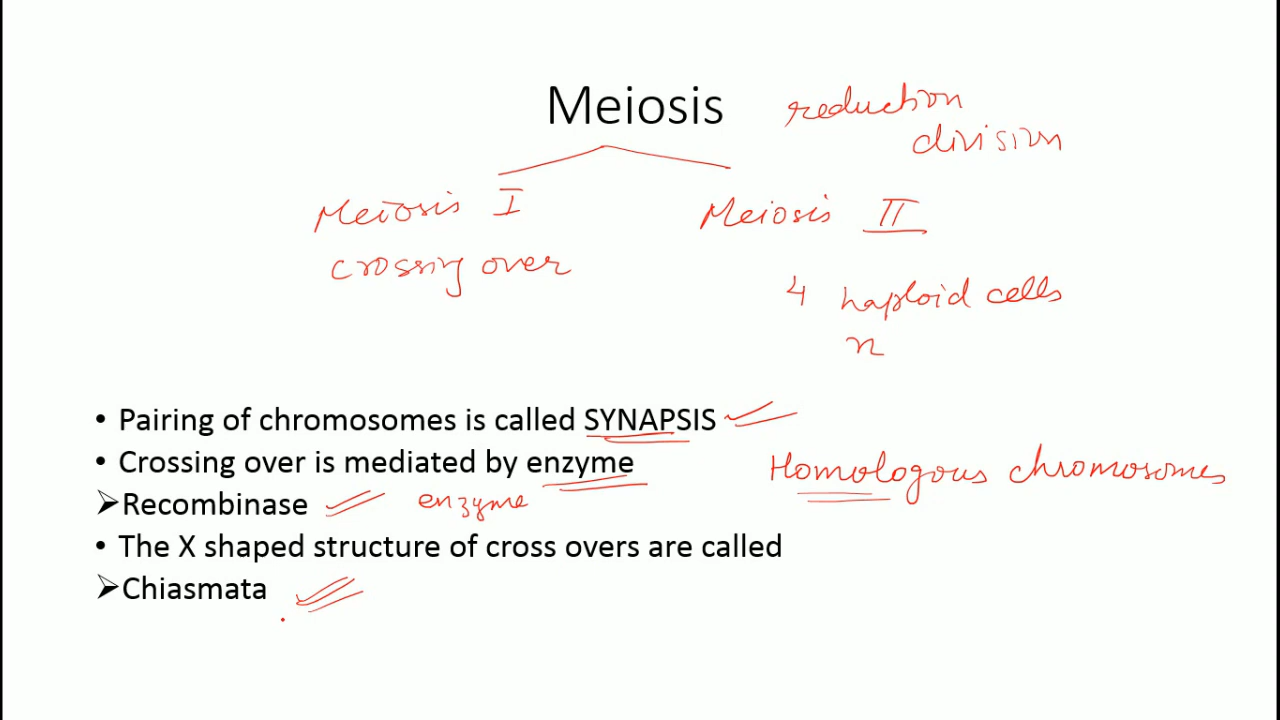 Meiosis reduction
division
Meiosis I Meiosis II
crossing over
4 haploid cells
n
• Pairing of chromosomes is called SYNAPSIS
• Crossing over is mediated by enzyme
Homologous chromosomes
➢Recombinase enzyme
• The X shaped structure of cross overs are called
➢Chiasmata